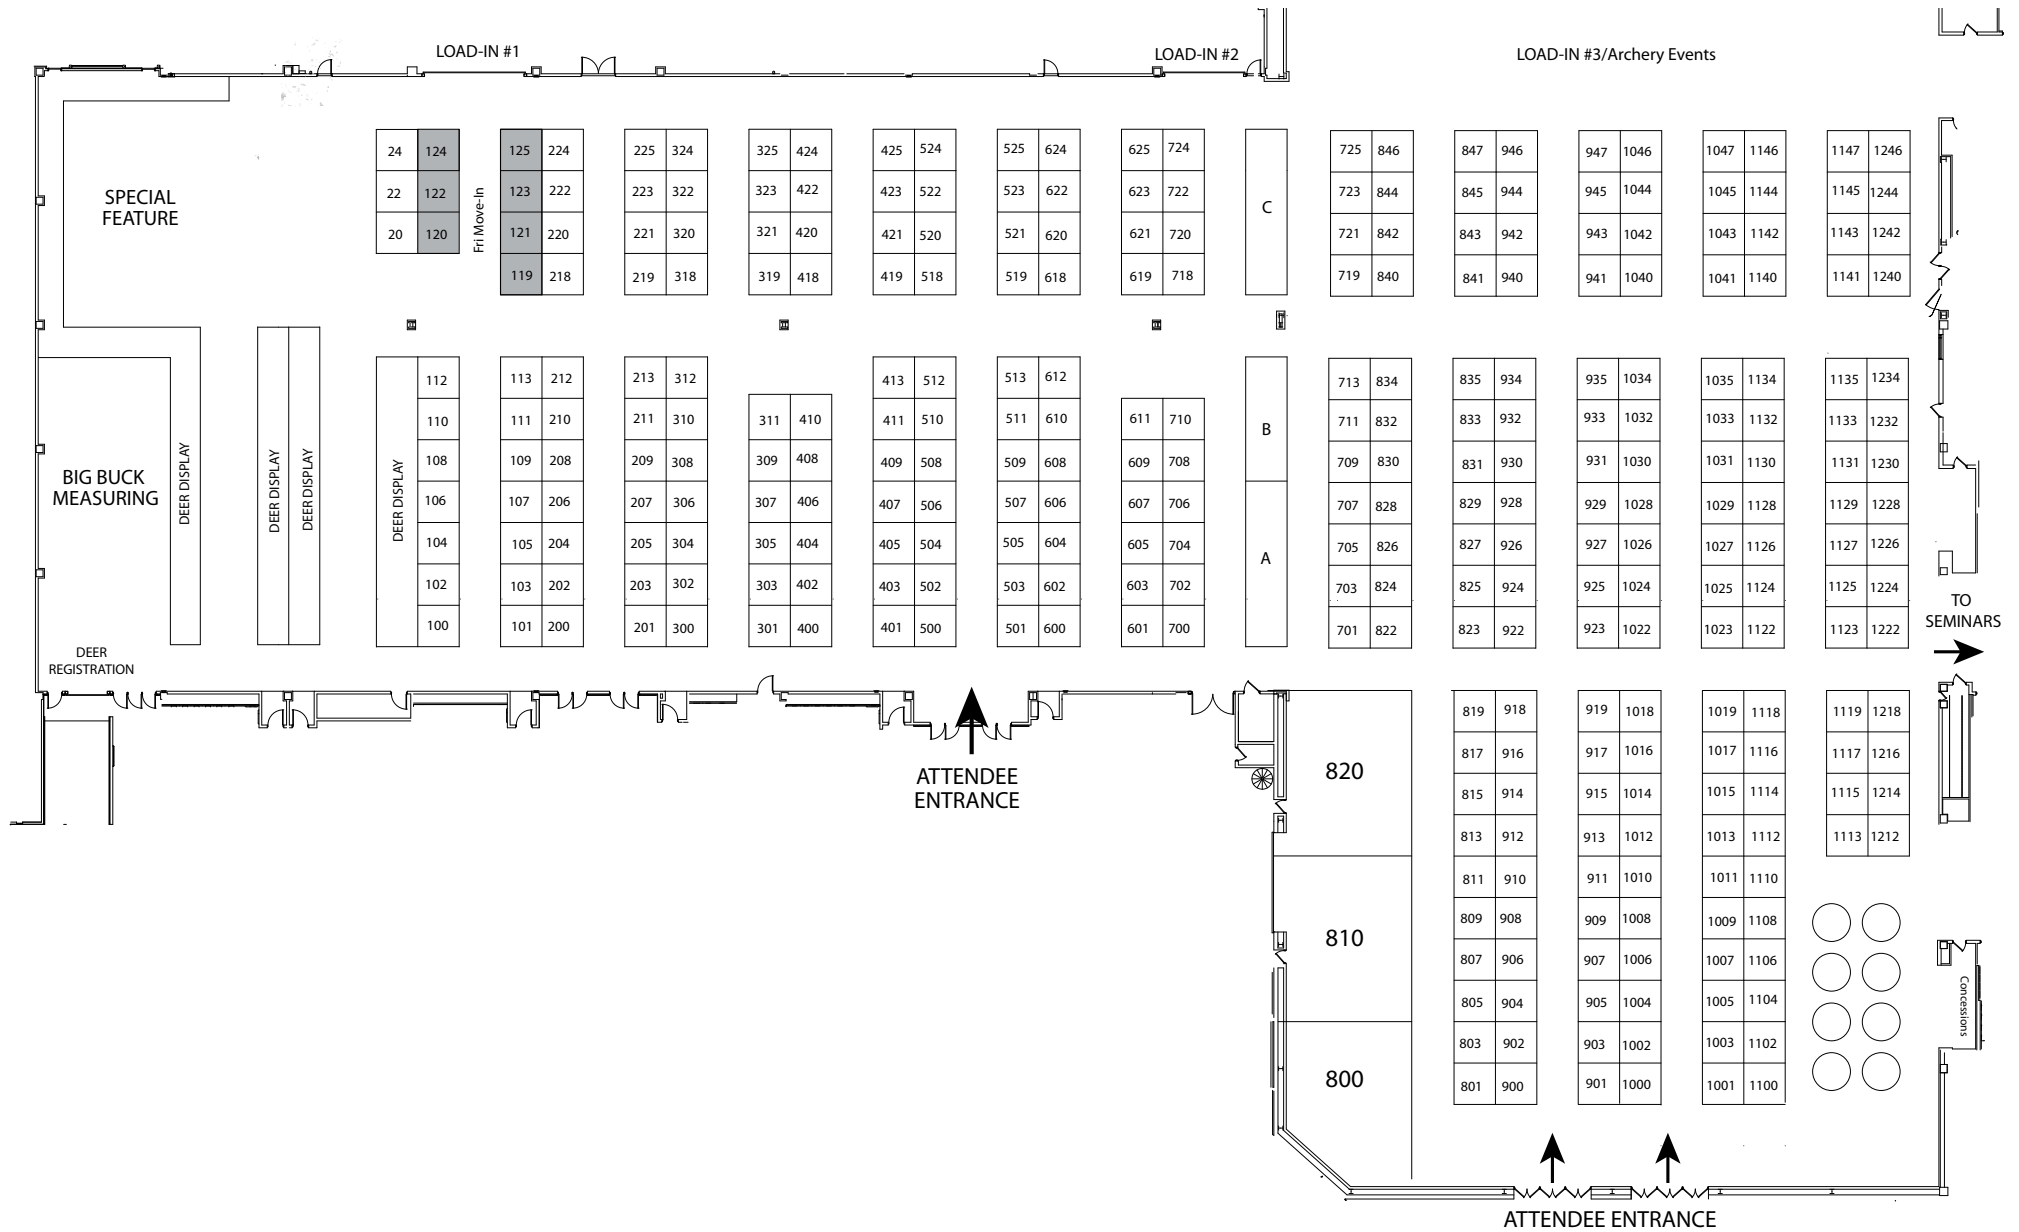 LOAD-IN #1
LOAD-IN #2
LOAD-IN #3/Archery Events
24 124 125 224 225 324 325 424 425 524 525 624 625 724 725 846 847 946 947 1046 1047 1146 1147 1246
22 122 123 222 223 322 323 422 423 522 523 622 623 722 723 844 845 944 945 1044 1045 1144 1145 1244
SPECIAL
FEATURE
C
Fri Move-In
20 120 121 220 221 320 321 420 421 520 521 620 621 720 721 842 843 942 943 1042 1043 1142 1143 1242
119 218 219 318 319 418 419 518 519 618 619 718 719 840 841 940 941 1040 1041 1140 1141 1240
112 113 212 213 312 413 512 513 612 713 834 835 934 935 1034 1035 1134 1135 1234
110 111 210 211 310 311 410 411 510 511 610 611 710 711 832 833 932 933 1032 1033 1132 1133 1232
B
108 109 208 209 308 309 408 409 508 509 608 609 708 709 830 831 930 931 1030 1031 1130 1131 1230
BIG BUCK
MEASURING
DEER DISPLAY
DEER DISPLAY
DEER DISPLAY
DEER DISPLAY
106 107 206 207 306 307 406 407 506 507 606 607 706 707 828 829 928 929 1028 1029 1128 1129 1228
104 105 204 205 304 305 404 405 504 505 604 605 704 705 826 827 926 927 1026 1027 1126 1127 1226
A
102 103 202 203 302 303 402 403 502 503 602 603 702 703 824 825 924 925 1024 1025 1124 1125 1224
100 101 200 201 300 301 400 401 500 501 600 601 700 701 822 823 922 923 1022 1023 1122 1123 1222
TO
SEMINARS
DEER
REGISTRATION
819 918 919 1018 1019 1118 1119 1218
817 916 917 1016 1017 1116 1117 1216
820
ATTENDEE
ENTRANCE
815 914 915 1014 1015 1114 1115 1214
813 912 913 1012 1013 1112 1113 1212
811 910 911 1010 1011 1110
809 908 909 1008 1009 1108
810
807 906 907 1006 1007 1106
805 904 905 1004 1005 1104
Concessions
803 902 903 1002 1003 1102
800
801 900 901 1000 1001 1100
ATTENDEE ENTRANCE